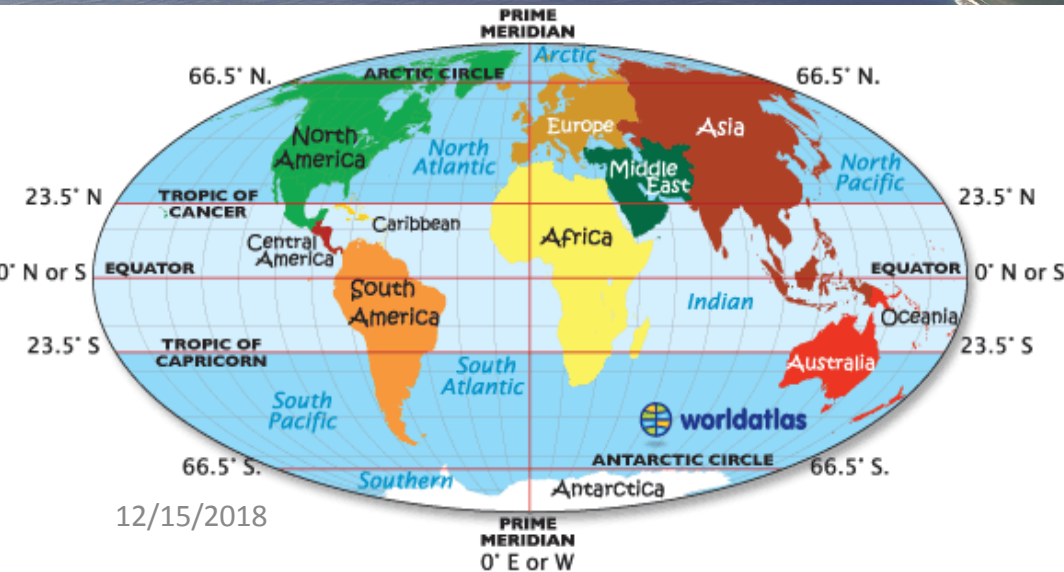 PRIME
MERIDIAN
Arctic
66.5° N.
ARCTIC CIRCLE
66.5° N.
North
America
North
Atlantic
Europe
Asia
Middle
East
North
Pacific
23.5° N
TROPIC OF
CANCER
23.5° N
Caribbean
Central
America
Africa
0° N or S
EQUATOR
EQUATOR
0° N or S
South
America
Indian
Oceania
23.5° S
TROPIC OF
CAPRICORN
23.5° S
South
Atlantic
Australia
South
Pacific
worldatlas
66.5° S.
ANTARCTIC CIRCLE
66.5° S.
Southern
Antarctica
12/15/2018
PRIME
MERIDIAN
0° E or W